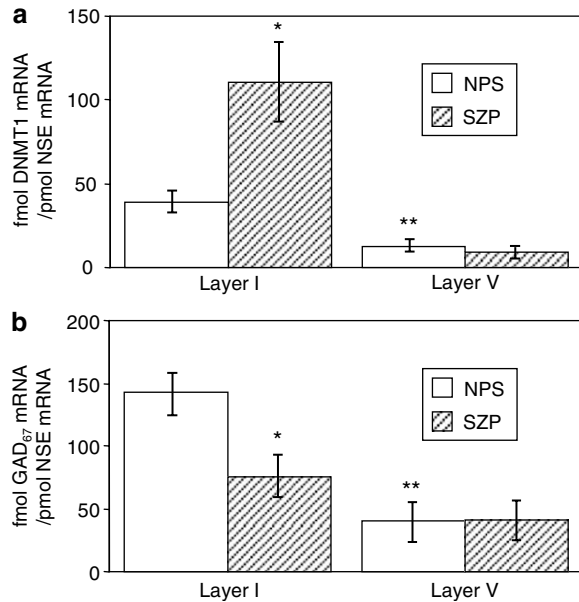 a
fmol DNMT1 mRNA
/pmol NSE mRNA
150
100
50
0
*
**
NPS
SZP
Layer I
Layer V
b
fmol GAD67 mRNA
/pmol NSE mRNA
200
150
100
50
0
*
**
NPS
SZP
Layer I
Layer V